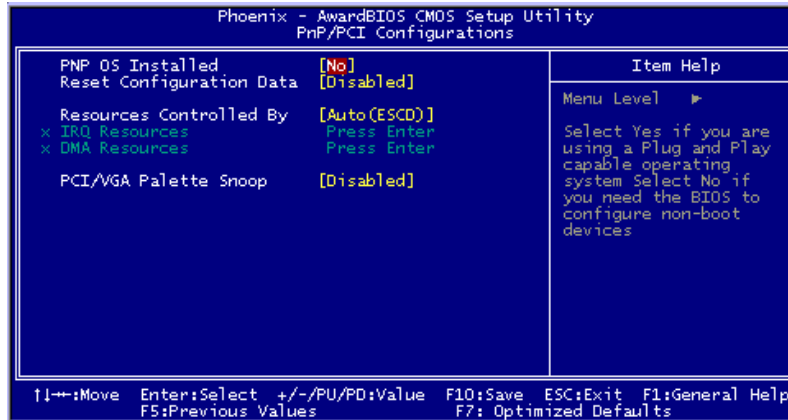 Phoenix - AwardBIOS CMOS Setup Utility
PnP/PCI Configurations
PNP OS Installed [No]
Reset Configuration Data [Disabled]
Resources Controlled By [Auto(ESCD)]
x IRQ Resources Press Enter
x DMA Resources Press Enter
PCI/VGA Palette Snoop [Disabled]
Item Help
Menu Level ►
Select Yes if you are
using a Plug and Play
capable operating
system Select No if
you need the BIOS to
configure non-boot
devices
↑↓→←:Move Enter:Select +/-/PU/PD:Value F10:Save ESC:Exit F1:General Help
F5:Previous Values F7: Optimized Defaults